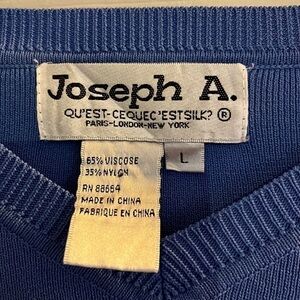 Joseph A.
QU'EST-CEQUEC'ESTSILK? ®
PARIS-LONDON-NEW YORK
L
65% VISCOSE
35% NYLON
RN 88664
MADE IN CHINA
FABRIQUE EN CHINA